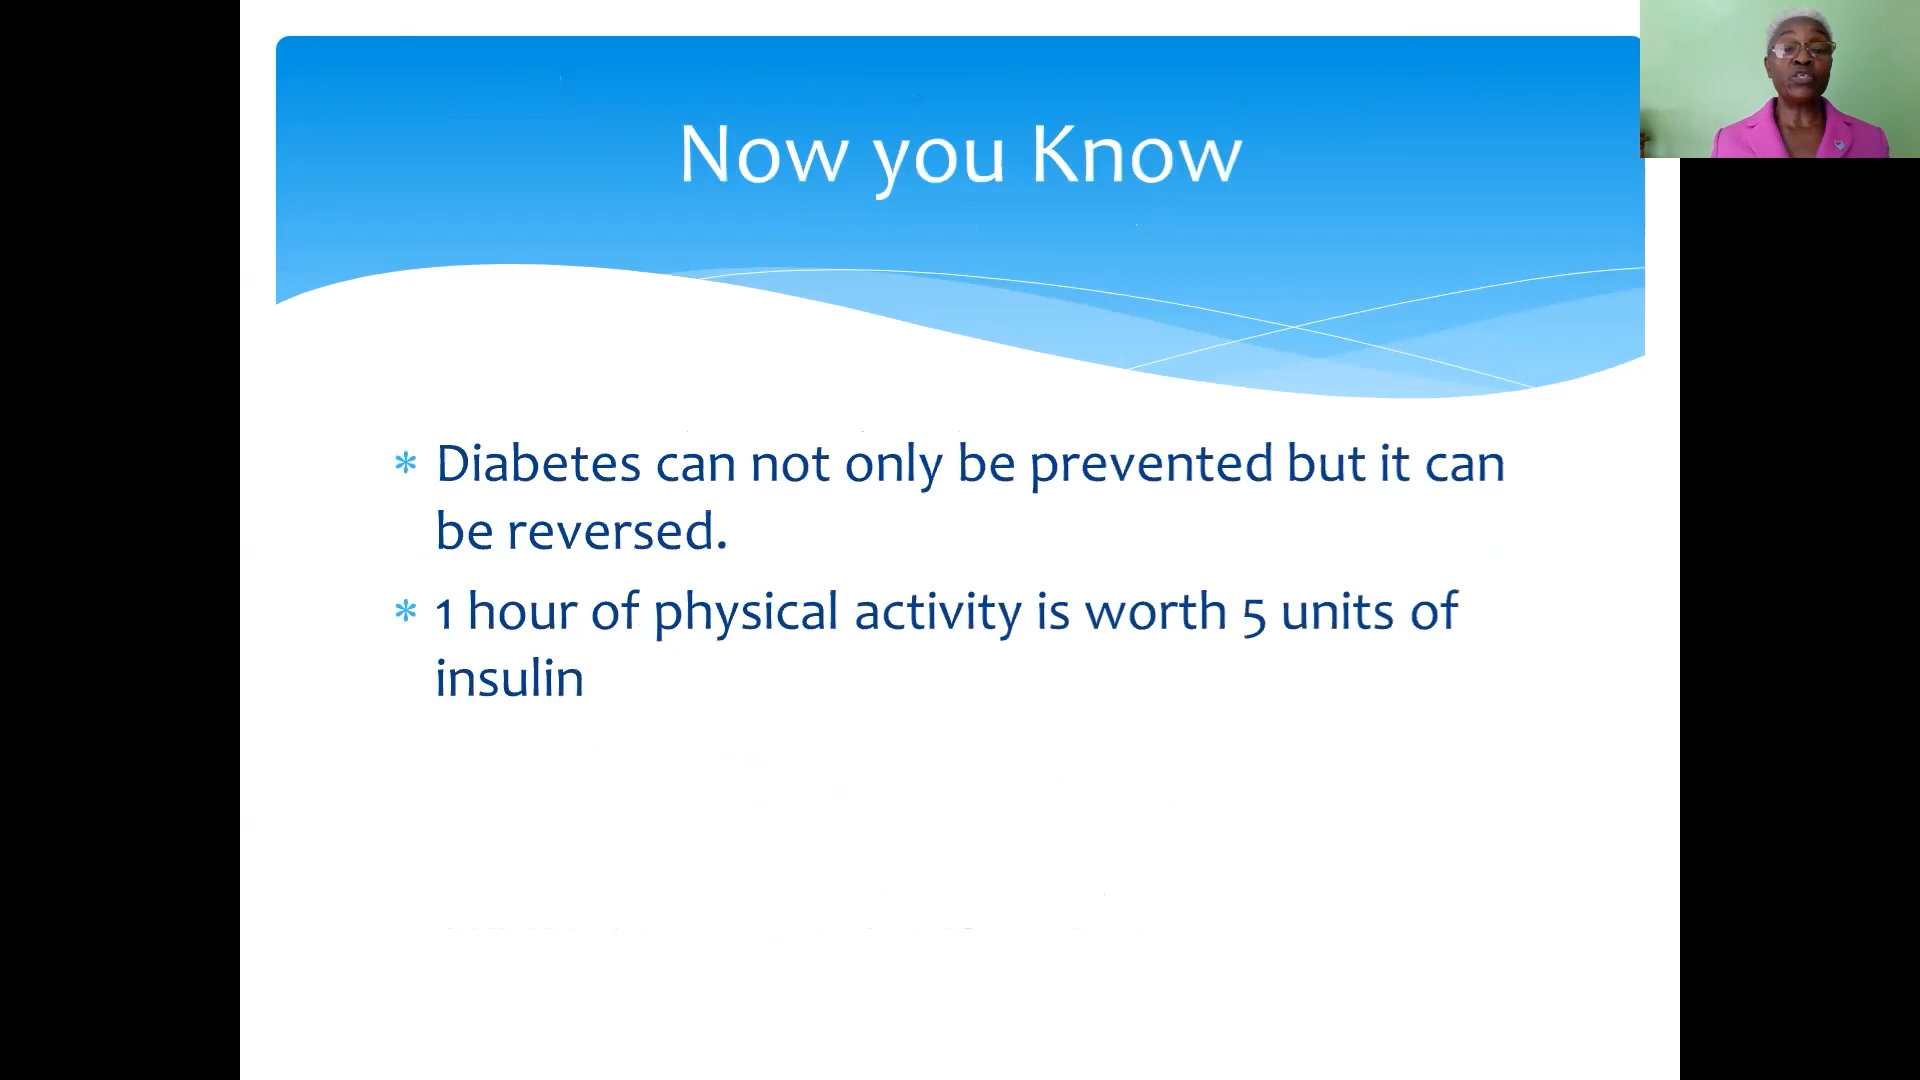 Now you Know
* Diabetes can not only be prevented but it can
be reversed.
* 1 hour of physical activity is worth 5 units of
insulin